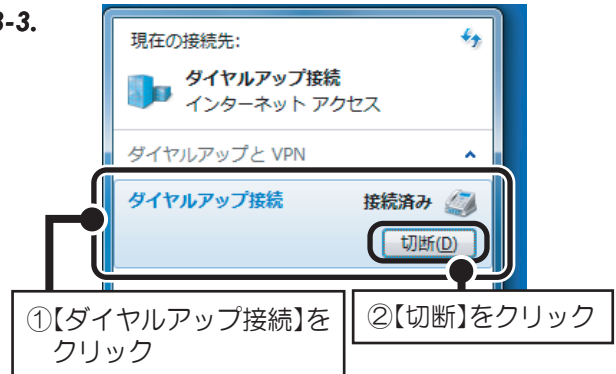 3-3.
現在の接続先:
ダイヤルアップ接続
インターネット アクセス
ダイヤルアップと VPN
ダイヤルアップ接続 接続済み
切断(D)
①【ダイヤルアップ接続】を
クリック
②【切断】をクリック